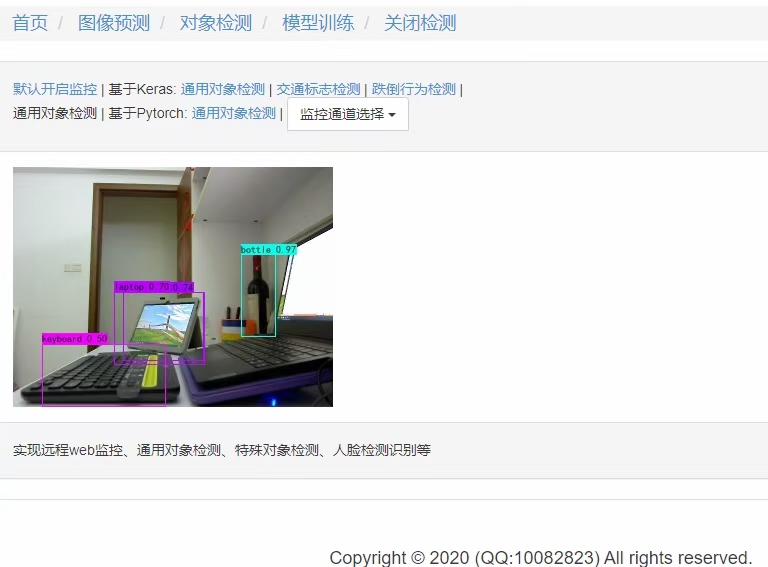 首页 / 图像预测 / 对象检测 / 模型训练 / 关闭检测
默认开启监控 | 基于Keras: 通用对象检测 | 交通标志检测 | 跌倒行为检测 |
通用对象检测 | 基于Pytorch: 通用对象检测 | 监控通道选择
bottle 0.97
laptop 0.70 0.74
keyboard 0.50
实现远程web监控、通用对象检测、特殊对象检测、人脸检测识别等
Copyright © 2020 (QQ:10082823) All rights reserved.